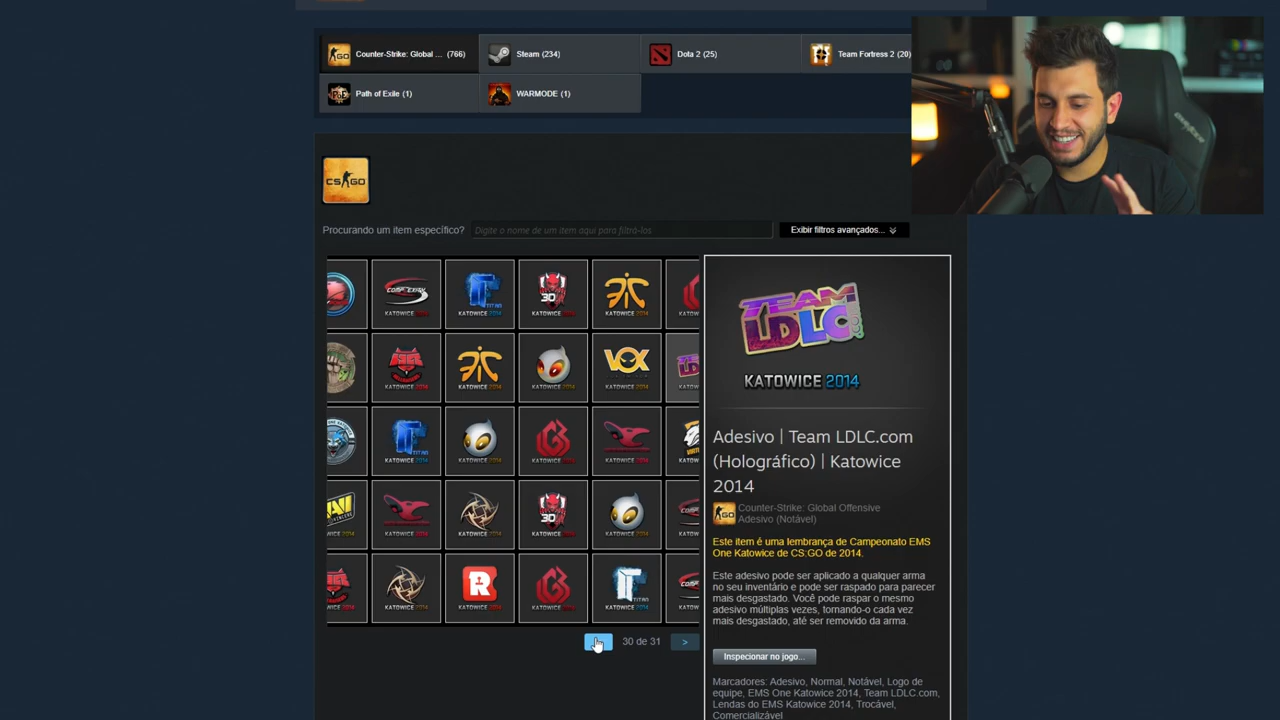 Counter-Strike: Global ... (766)
Steam (234)
Dota 2 (25)
Team Fortress 2 (20)
Path of Exile (1)
WARMODE (1)
CS GO
Procurando um item específico?
Digite o nome de um item aqui para filtrá-los
Exibir filtros avançados...
TEAM
LDLC
KATOWICE 2014
Adesivo | Team LDLC.com
(Holográfico) | Katowice
2014
Counter-Strike: Global Offensive
Adesivo (Notável)
Este item é uma lembrança de Campeonato EMS
One Katowice de CS:GO de 2014.
Este adesivo pode ser aplicado a qualquer arma
no seu inventário e pode ser raspado para parecer
mais desgastado. Você pode raspar o mesmo
adesivo múltiplas vezes, tornando-o cada vez
mais desgastado, até ser removido da arma.
Inspecionar no jogo...
Marcadores: Adesivo, Normal, Notável, Logo de
equipe, EMS One Katowice 2014, Team LDLC.com,
Lendas do EMS Katowice 2014, Trocável,
Comercializável
30 de 31
>